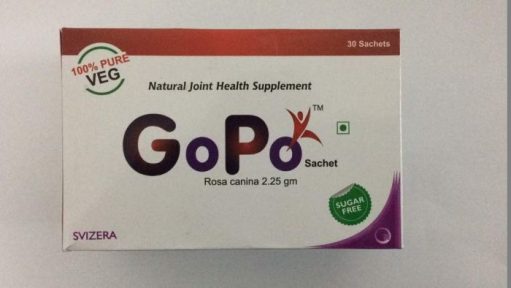 30 Sachets
100% PURE
VEG
Natural Joint Health Supplement
GoPo™
Sachet
Rosa canina 2.25 gm
SUGAR
FREE
SVIZERA